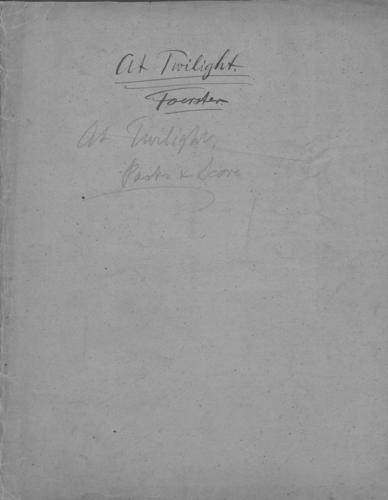 At Twilight.
Foerster
At Twilight,
Parts & Score